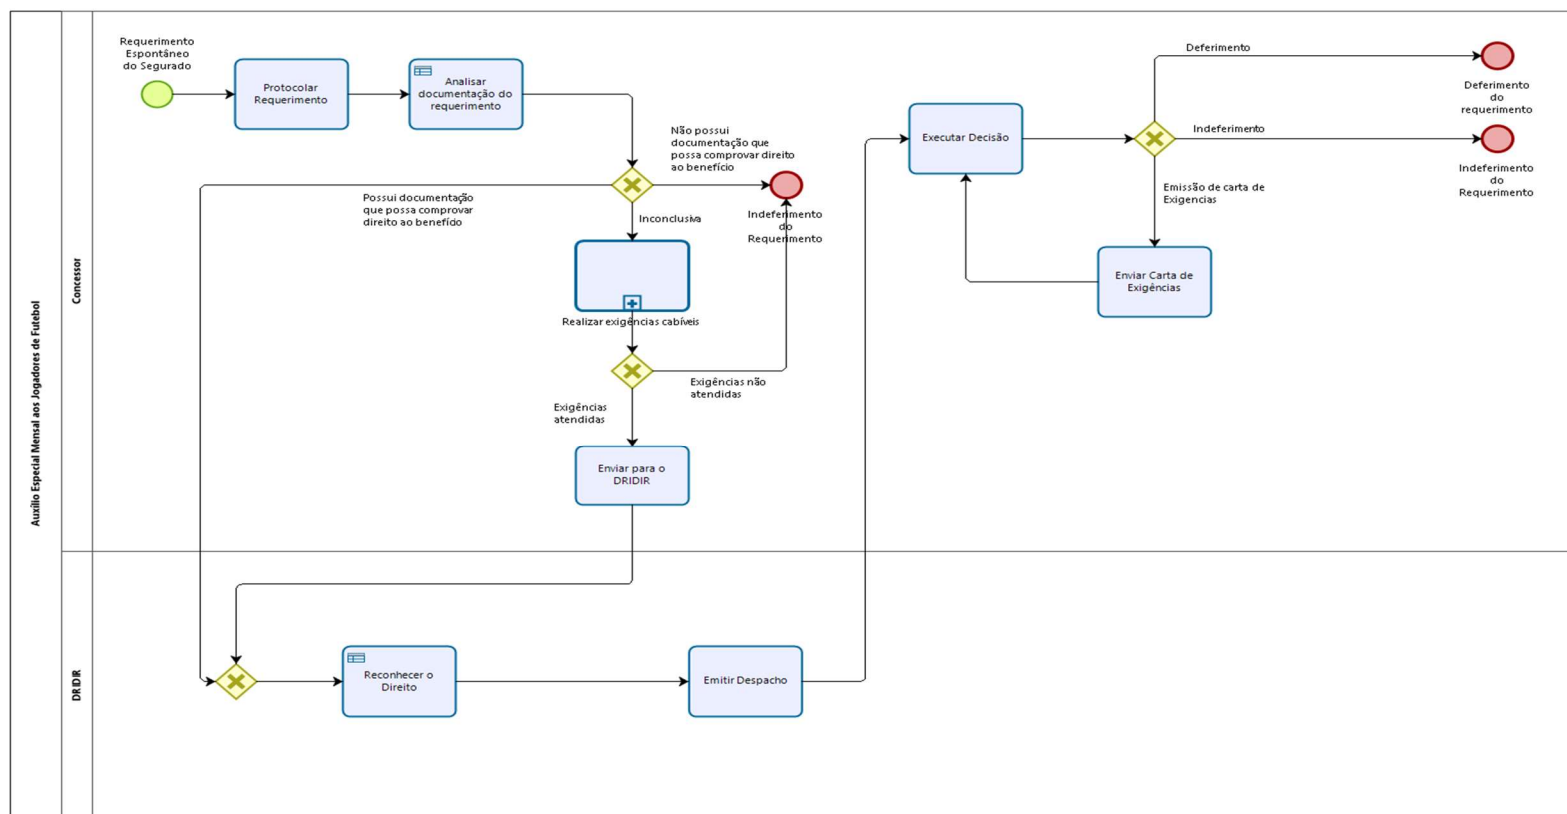 Auxílio Especial Mensal aos Jogadores de Futebol
Concessor
Requerimento
Espontâneo
do Segurado
Protocolar
Requerimento
Analisar
documentação do
requerimento
Não possui
documentação que
possa comprovar direito
ao benefício
Possui documentação
que possa comprovar
direito ao benefício
Inconclusiva
Indeferimento
do
Requerimento
Realizar exigências cabíveis
Exigências não
atendidas
Exigências
atendidas
Enviar para o
DRIDIR
Executar Decisão
Deferimento
Deferimento
do
requerimento
Indeferimento
Indeferimento
do
Requerimento
Emissão de carta de
Exigencias
Enviar Carta de
Exigências
DRIDIR
Reconhecer o
Direito
Emitir Despacho